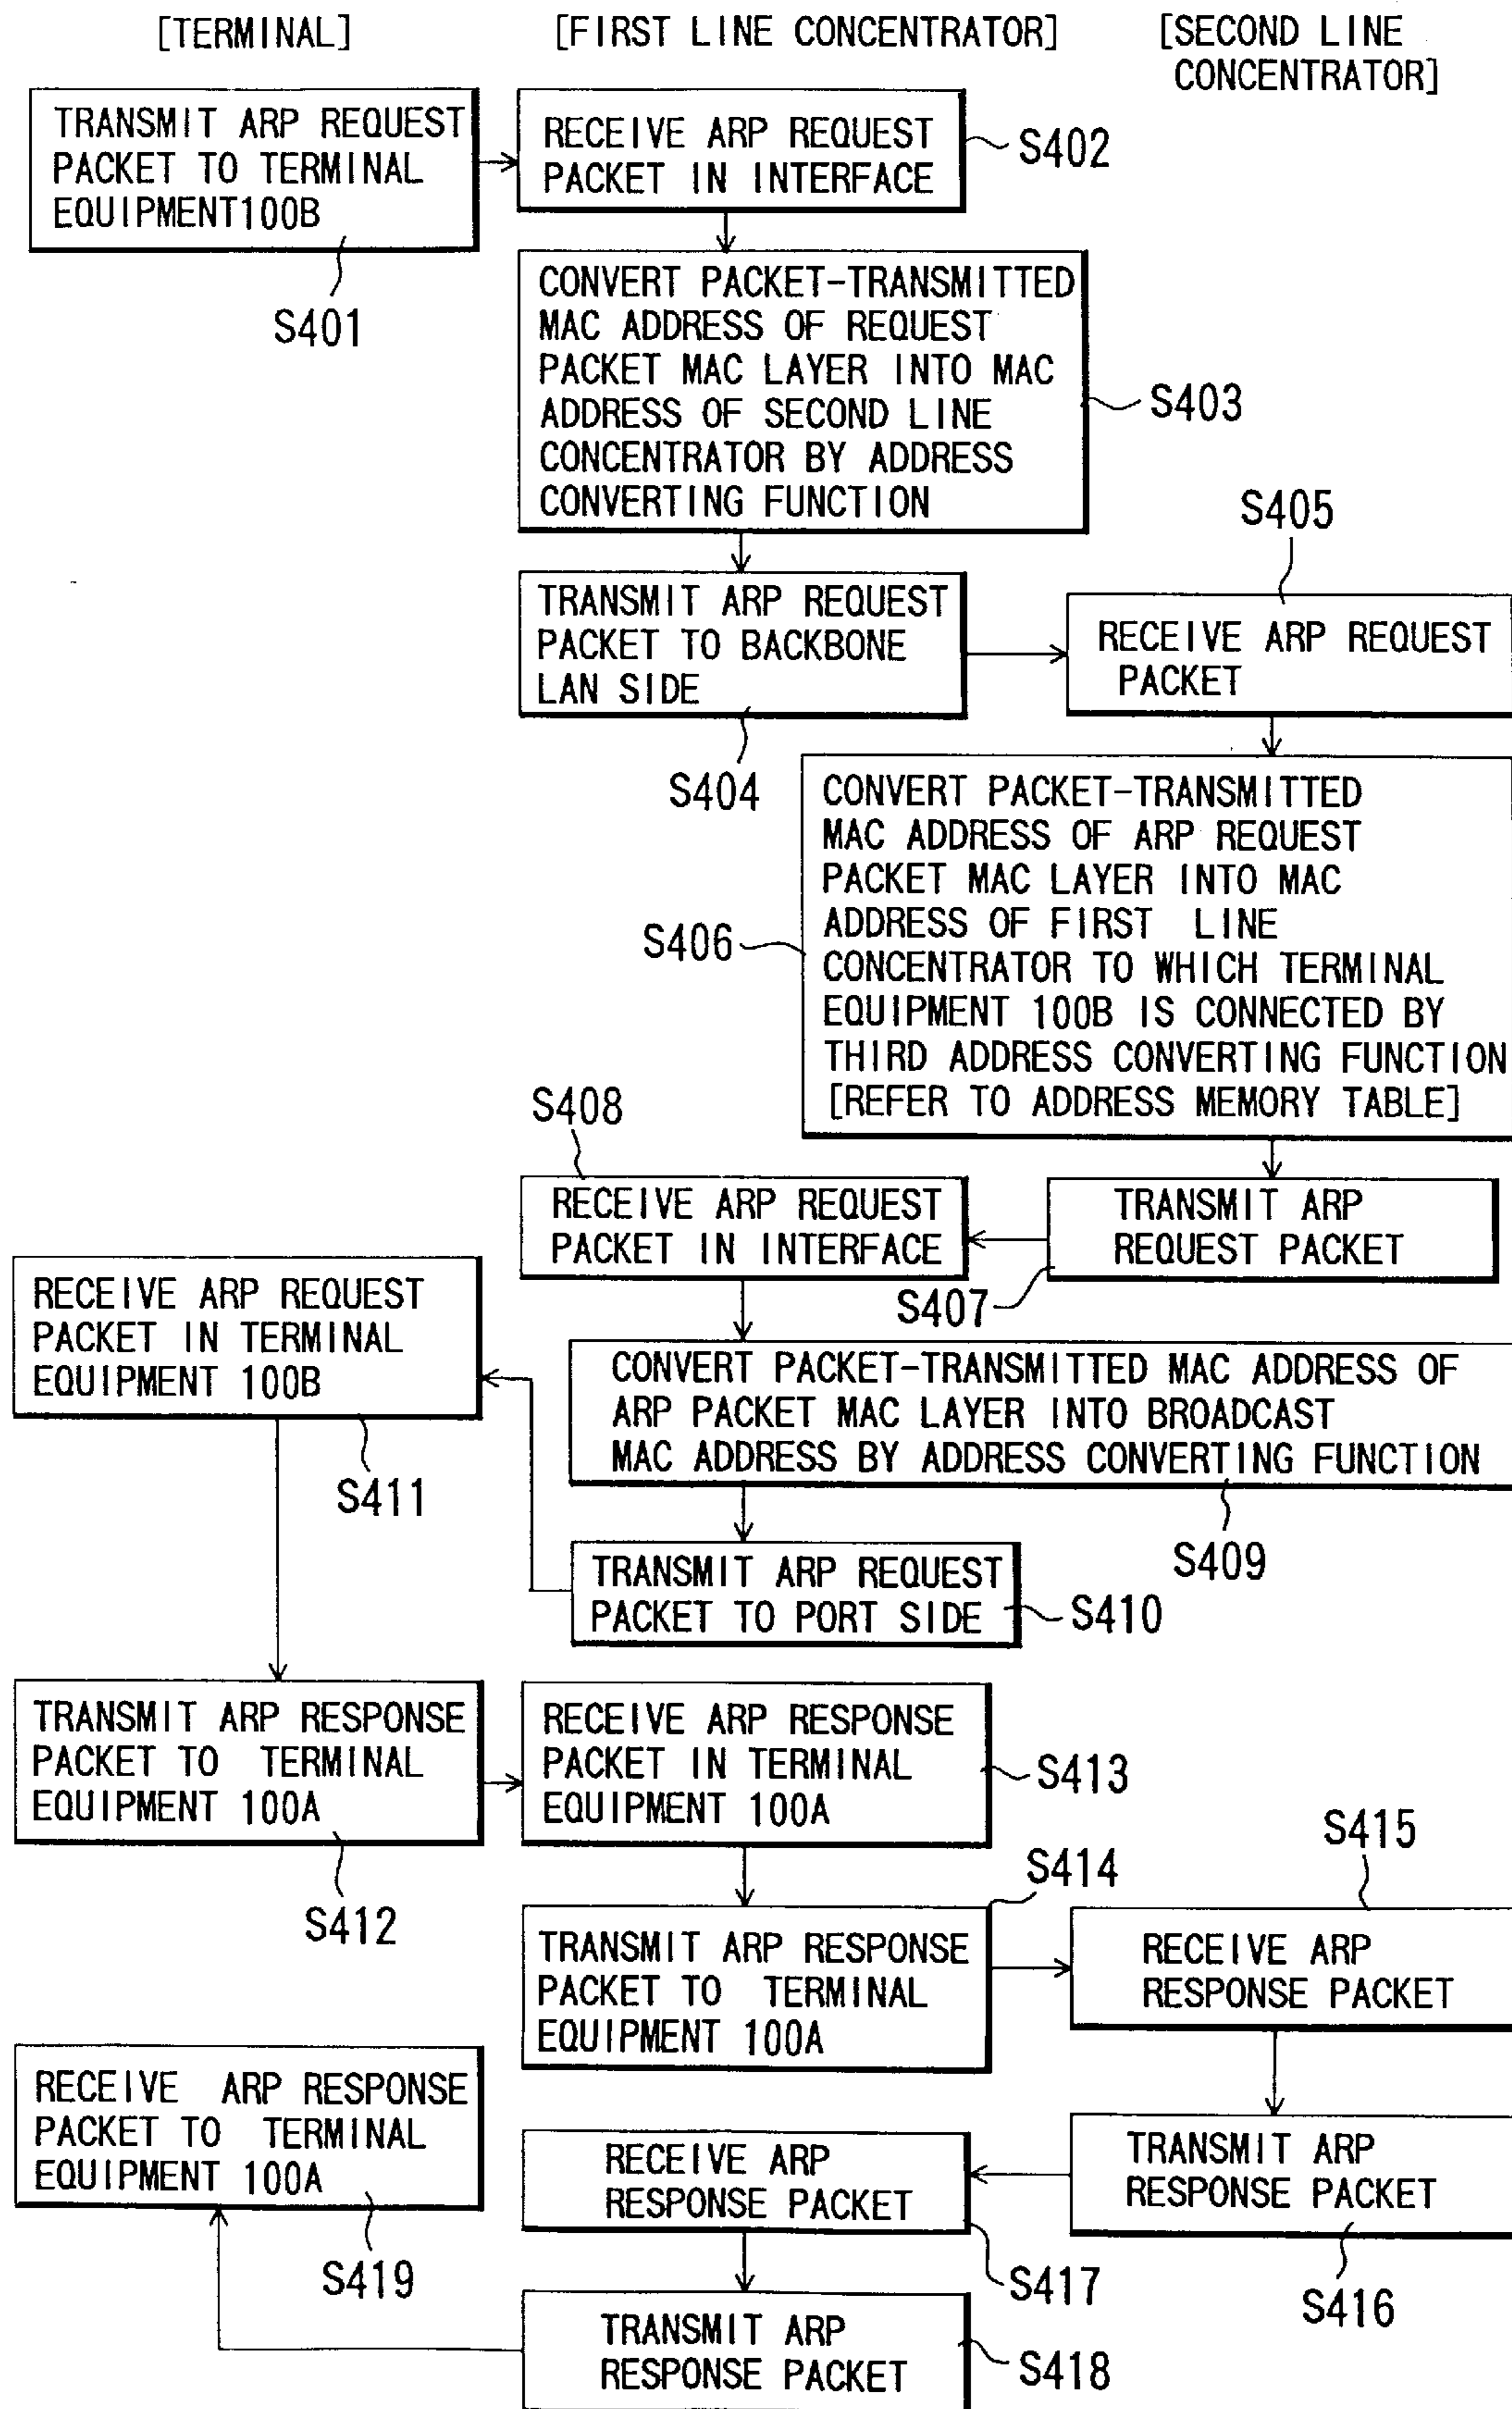 [TERMINAL]
[FIRST LINE CONCENTRATOR]
[SECOND LINE
CONCENTRATOR]
TRANSMIT ARP REQUEST
PACKET TO TERMINAL
EQUIPMENT100B
S401
RECEIVE ARP REQUEST
PACKET IN INTERFACE
S402
CONVERT PACKET-TRANSMITTED
MAC ADDRESS OF REQUEST
PACKET MAC LAYER INTO MAC
ADDRESS OF SECOND LINE
CONCENTRATOR BY ADDRESS
CONVERTING FUNCTION
S403
TRANSMIT ARP REQUEST
PACKET TO BACKBONE
LAN SIDE
S404
S405
RECEIVE ARP REQUEST
PACKET
CONVERT PACKET-TRANSMITTED
MAC ADDRESS OF ARP REQUEST
PACKET MAC LAYER INTO MAC
ADDRESS OF FIRST LINE
CONCENTRATOR TO WHICH TERMINAL
EQUIPMENT 100B IS CONNECTED BY
THIRD ADDRESS CONVERTING FUNCTION
[REFER TO ADDRESS MEMORY TABLE]
S406
TRANSMIT ARP
REQUEST PACKET
S407
S408
RECEIVE ARP REQUEST
PACKET IN INTERFACE
CONVERT PACKET-TRANSMITTED MAC ADDRESS OF
ARP PACKET MAC LAYER INTO BROADCAST
MAC ADDRESS BY ADDRESS CONVERTING FUNCTION
S409
TRANSMIT ARP REQUEST
PACKET TO PORT SIDE
S410
RECEIVE ARP REQUEST
PACKET IN TERMINAL
EQUIPMENT 100B
S411
TRANSMIT ARP RESPONSE
PACKET TO TERMINAL
EQUIPMENT 100A
S412
RECEIVE ARP RESPONSE
PACKET IN TERMINAL
EQUIPMENT 100A
S413
S414
TRANSMIT ARP RESPONSE
PACKET TO TERMINAL
EQUIPMENT 100A
S415
RECEIVE ARP
RESPONSE PACKET
TRANSMIT ARP
RESPONSE PACKET
S416
RECEIVE ARP
RESPONSE PACKET
S417
TRANSMIT ARP
RESPONSE PACKET
S418
RECEIVE ARP RESPONSE
PACKET TO TERMINAL
EQUIPMENT 100A
S419